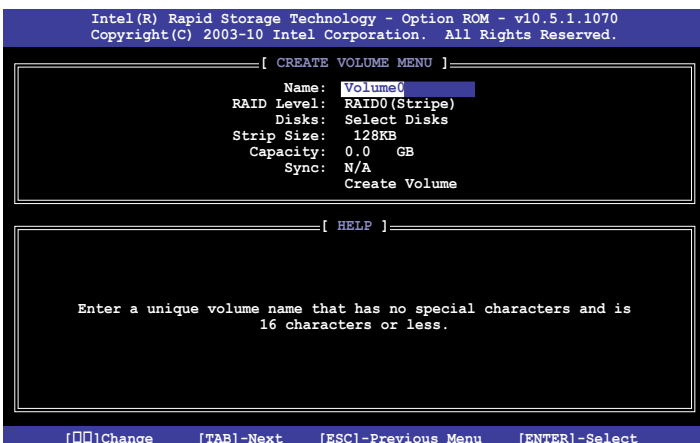 Intel(R) Rapid Storage Technology - Option ROM - v10.5.1.1070
Copyright(C) 2003-10 Intel Corporation.  All Rights Reserved.
[ CREATE VOLUME MENU ]
Name: Volume0
RAID Level: RAID0(Stripe)
Disks: Select Disks
Strip Size: 128KB
Capacity: 0.0 GB
Sync: N/A
Create Volume
[ HELP ]
Enter a unique volume name that has no special characters and is
16 characters or less.
[▯▯]Change [TAB]-Next [ESC]-Previous Menu [ENTER]-Select